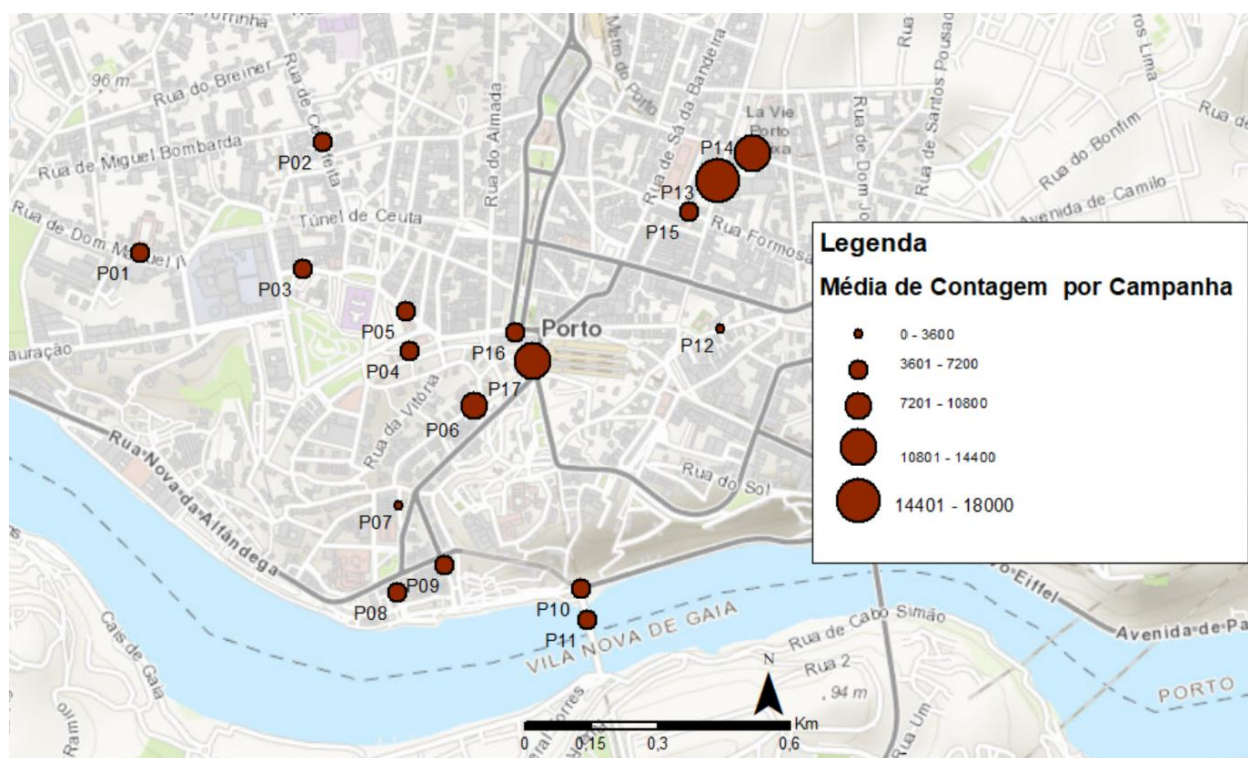 96 m
Rua do Breiner
Rua de Miguel Bombarda
P02
Rua do Almada
Metro do
Porto
Rua de Sá da Bandeira
La Vie
Porto
P14
Rua de Santos Pousad
Rua do Bonfim
Avenida de Camilo
Túnel de Ceuta
P13
P15
Rua Formosa
Rua de Dom Jo
P01
P03
P05
P04
P16
Porto
P17
P12
P06
Rua da Vitória
Rua Nova da Alfândega
P07
Rua do Sol
P08
P09
P10
P11
Cais de Gaia
VILA NOVA DE GAIA
Rua de Cabo Simão
Rua 2
94 m
Rua Um
Eiffel
Avenida de Pa
PORTO
Legenda
Média de Contagem por Campanha
0 - 3600
3601 - 7200
7201 - 10800
10801 - 14400
14401 - 18000
N
Km
0 0,15 0,3 0,6